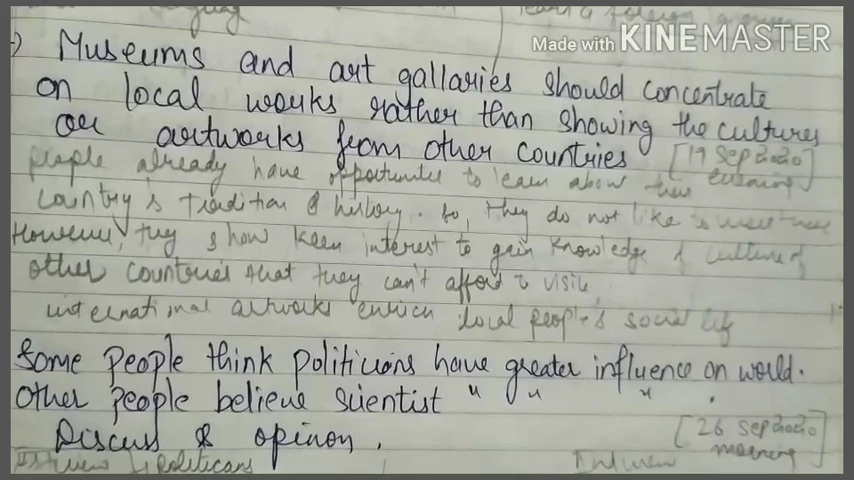 Made with KINEMASTER
Museums and art gallaries should concentrate
on local works rather than showing the cultures
or artworks from other countries [19 Sep 2020]
people already have opportunities to learn about their evening
country's tradition & history. So, they do not like to
However, they show keen interest to gain knowledge of culture of
other countries that they can't afford to visit,
international artworks enrich local people's social life
Some people think politicians have greater influence on world.
Other people believe scientist " " " .
Discuss & opinon. [26 Sep 2020
morning]
politicans